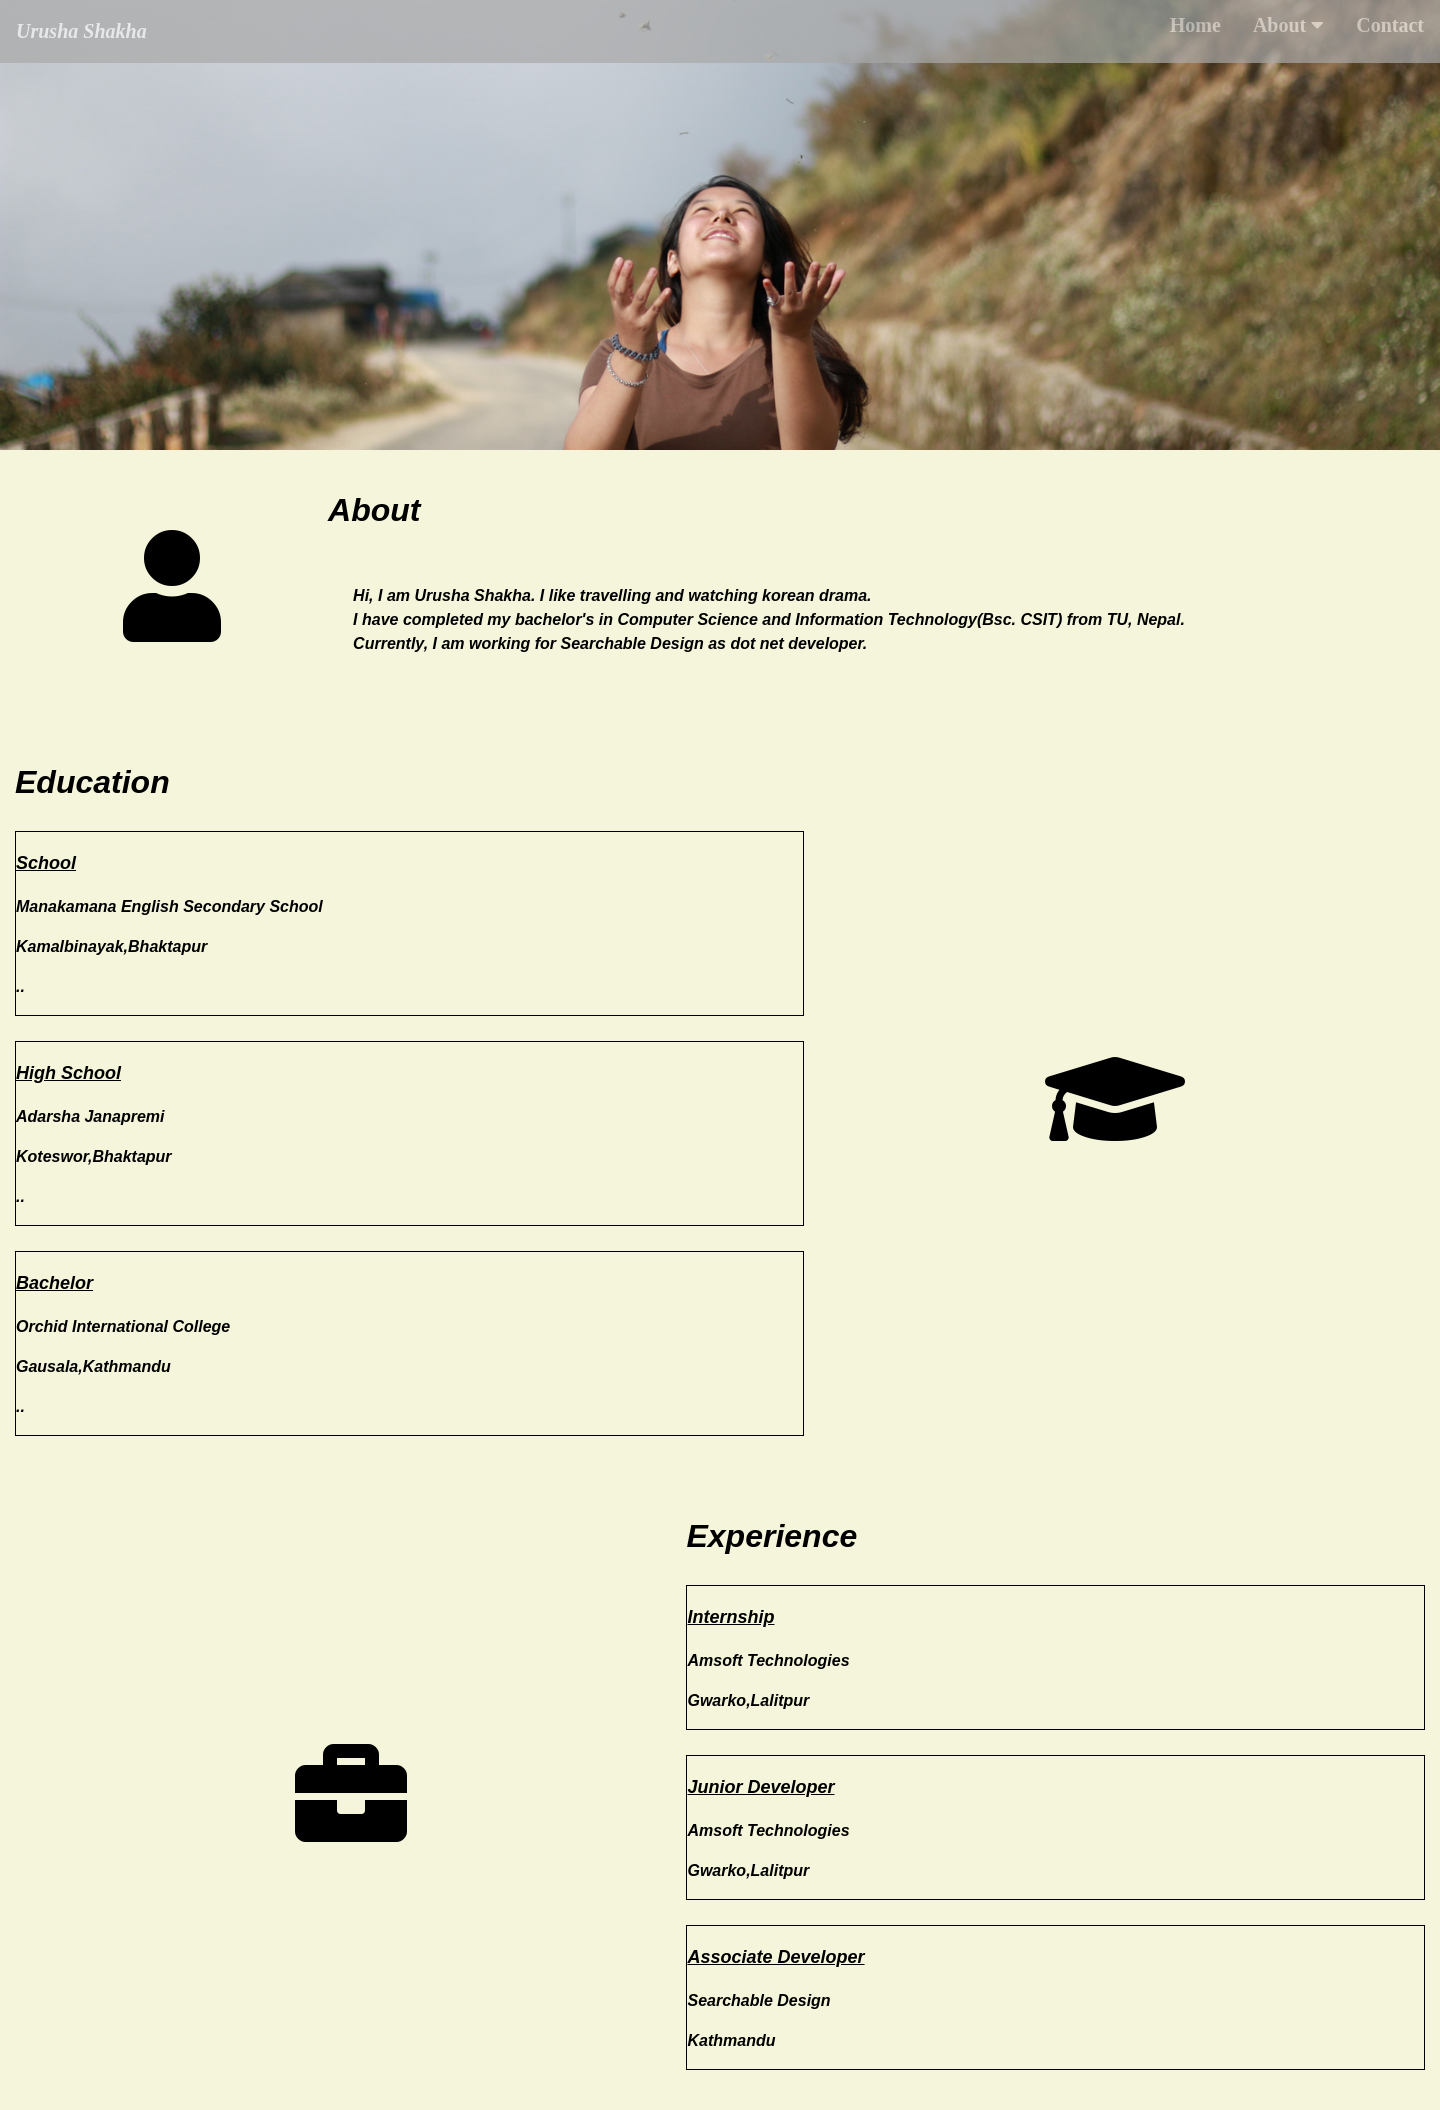 Urusha Shakha
Home
About
Contact
About
Hi, I am Urusha Shakha. I like travelling and watching korean drama.
I have completed my bachelor's in Computer Science and Information Technology(Bsc. CSIT) from TU, Nepal.
Currently, I am working for Searchable Design as dot net developer.
Education
School
Manakamana English Secondary School
Kamalbinayak,Bhaktapur
..
High School
Adarsha Janapremi
Koteswor,Bhaktapur
..
Bachelor
Orchid International College
Gausala,Kathmandu
..
Experience
Internship
Amsoft Technologies
Gwarko,Lalitpur
Junior Developer
Amsoft Technologies
Gwarko,Lalitpur
Associate Developer
Searchable Design
Kathmandu